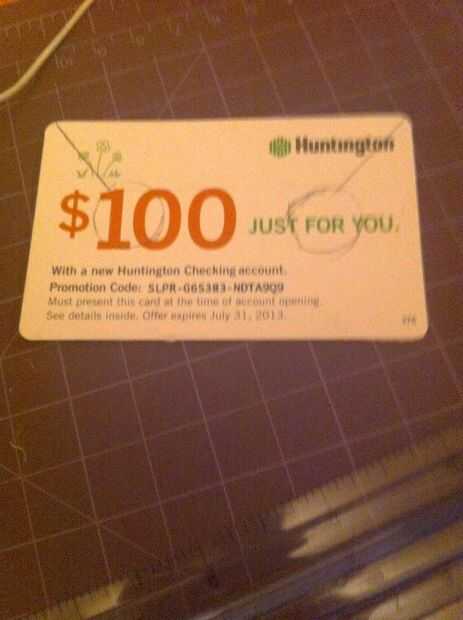 Huntington
$100 JUST FOR YOU.
With a new Huntington Checking account.
Promotion Code: SLPR-G65383-NDTA9Q9
Must present this card at the time of account opening.
See details inside. Offer expires July 31, 2013.